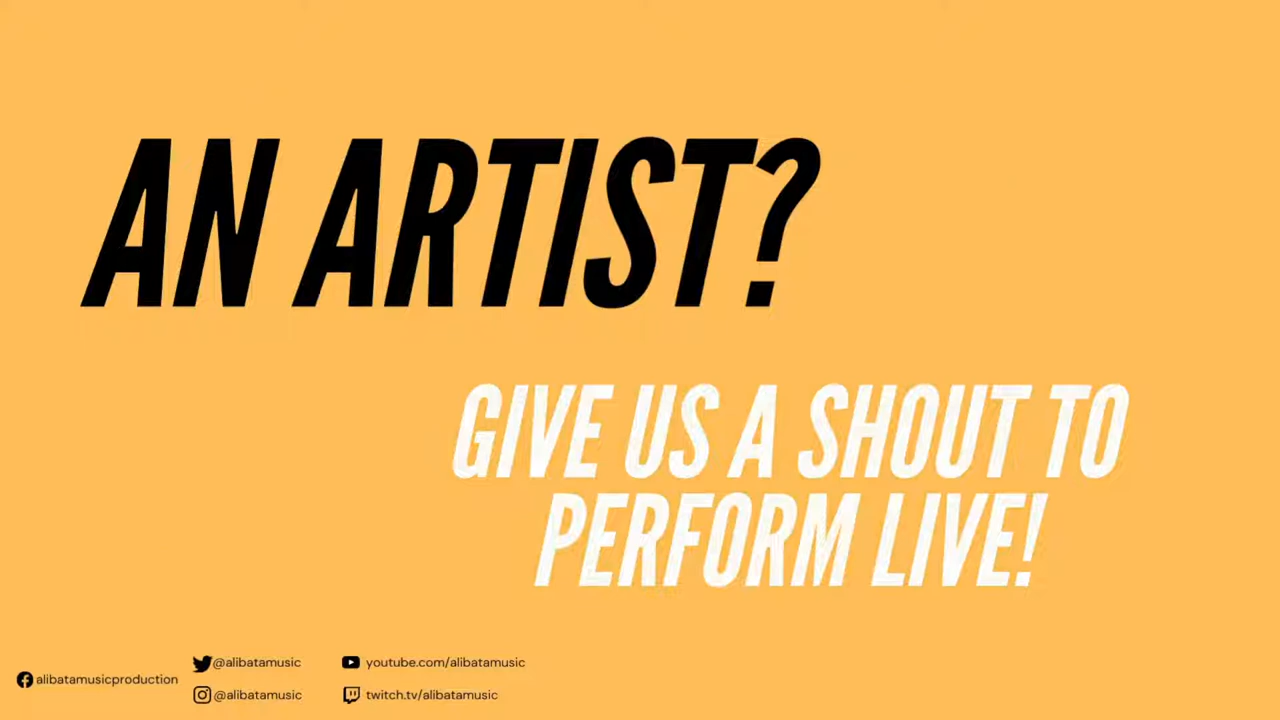 AN ARTIST?
GIVE US A SHOUT TO
PERFORM LIVE!
alibatamusicproduction
@alibatamusic
youtube.com/alibatamusic
@alibatamusic
twitch.tv/alibatamusic